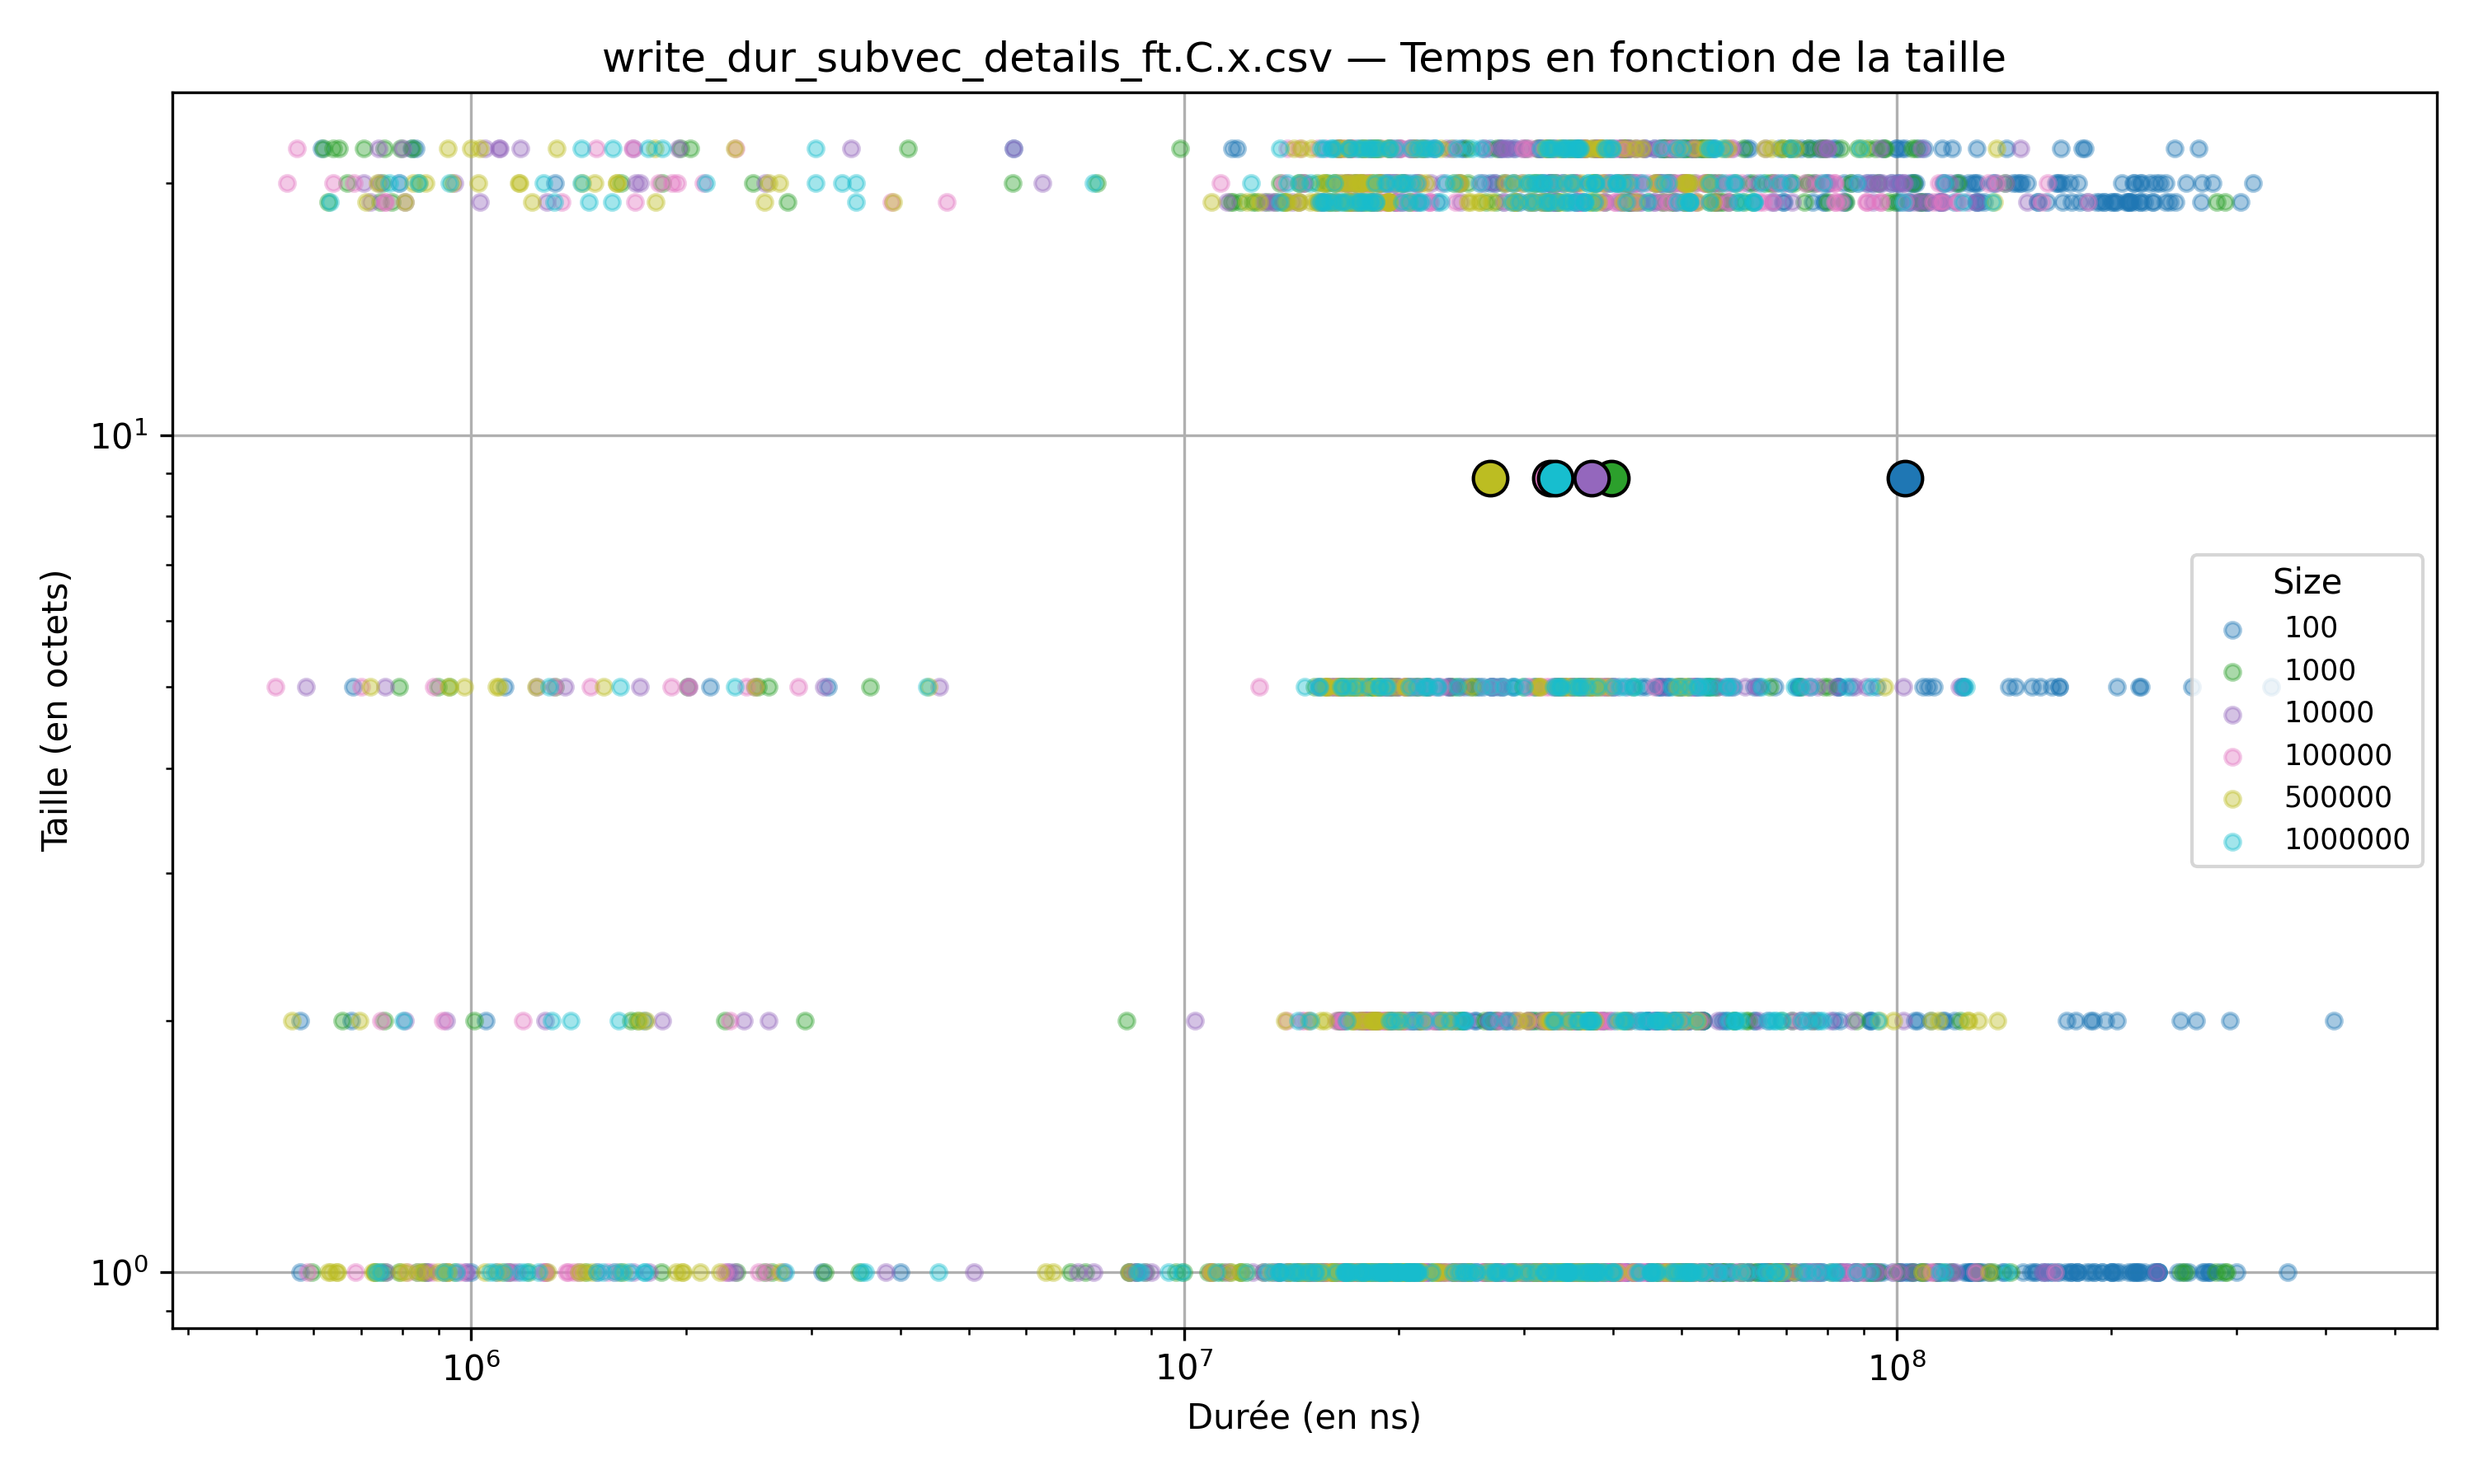 write_dur_subvec_details_ft.C.x.csv — Temps en fonction de la taille
Taille (en octets)
10¹
10⁰
Size
100
1000
10000
100000
500000
1000000
10⁶
10⁷
10⁸
Durée (en ns)